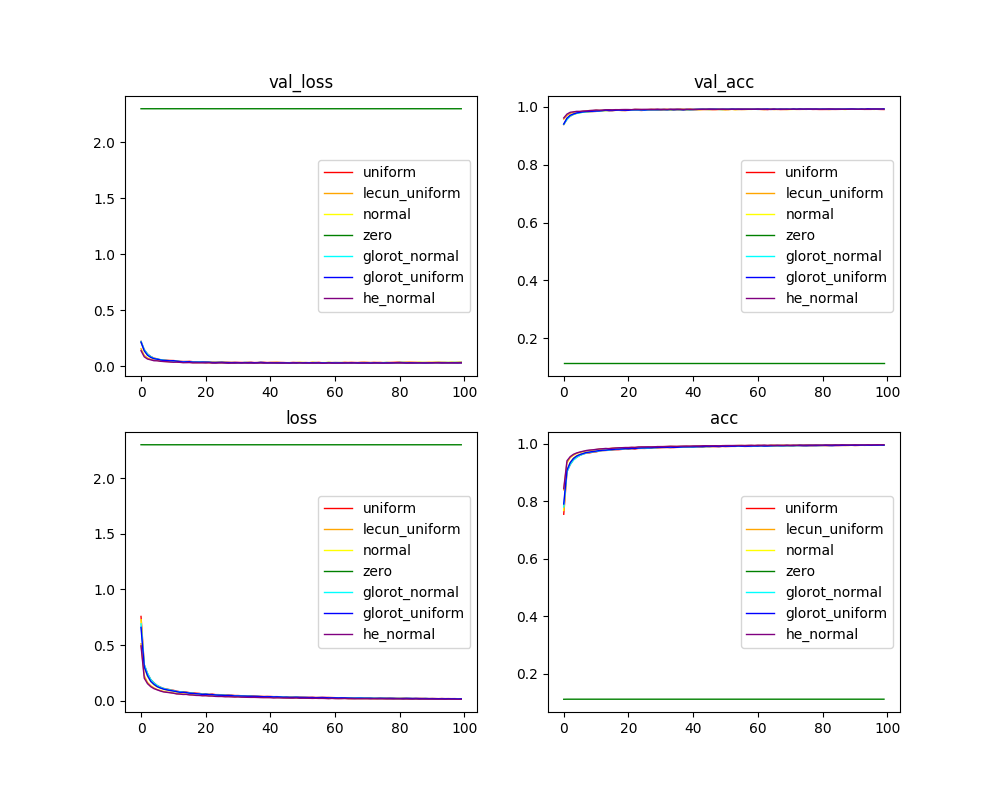 val_loss
2.0
1.5
1.0
0.5
0.0
0 20 40 60 80 100
uniform
lecun_uniform
normal
zero
glorot_normal
glorot_uniform
he_normal
val_acc
1.0
0.8
0.6
0.4
0.2
0 20 40 60 80 100
uniform
lecun_uniform
normal
zero
glorot_normal
glorot_uniform
he_normal
loss
2.0
1.5
1.0
0.5
0.0
0 20 40 60 80 100
uniform
lecun_uniform
normal
zero
glorot_normal
glorot_uniform
he_normal
acc
1.0
0.8
0.6
0.4
0.2
0 20 40 60 80 100
uniform
lecun_uniform
normal
zero
glorot_normal
glorot_uniform
he_normal